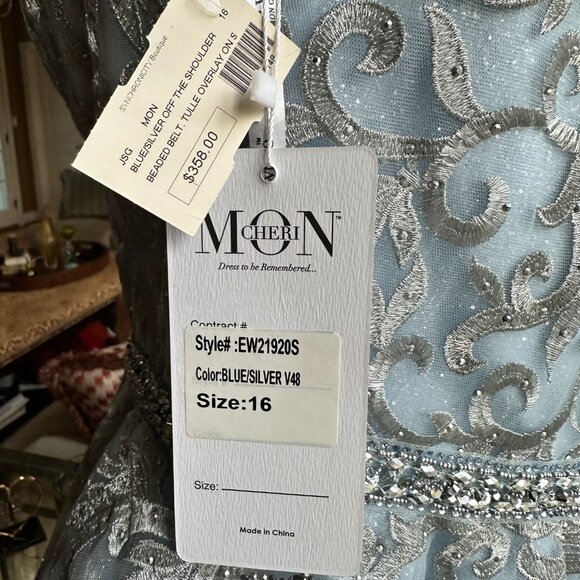 SYNCHRONICITY Boutique
16
JSG MON
BLUE/SILVER OFF THE SHOULDER
BEADED BELT. TULLE OVERLAY ON S
$358.00
MON CHERI™
Dress to be Remembered...
Contract #
Style# :EW21920S
Color:BLUE/SILVER V48
Size:16
Size:
Made in China